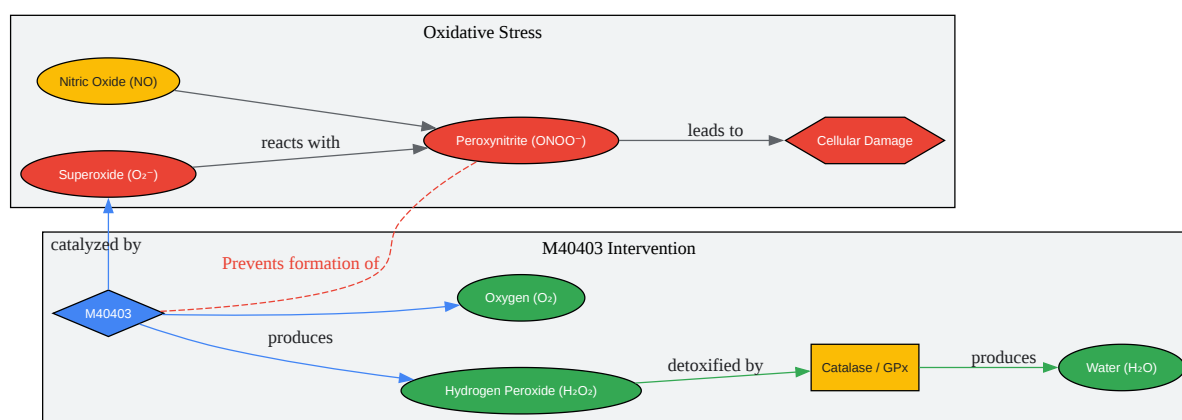 Oxidative Stress
Nitric Oxide (NO)
reacts with
Peroxynitrite (ONOO⁻)
leads to
Cellular Damage
Superoxide (O₂⁻)
catalyzed by
M40403 Intervention
Prevents formation of
M40403
Oxygen (O₂)
produces
Hydrogen Peroxide (H₂O₂)
detoxified by
Catalase / GPx
produces
Water (H₂O)